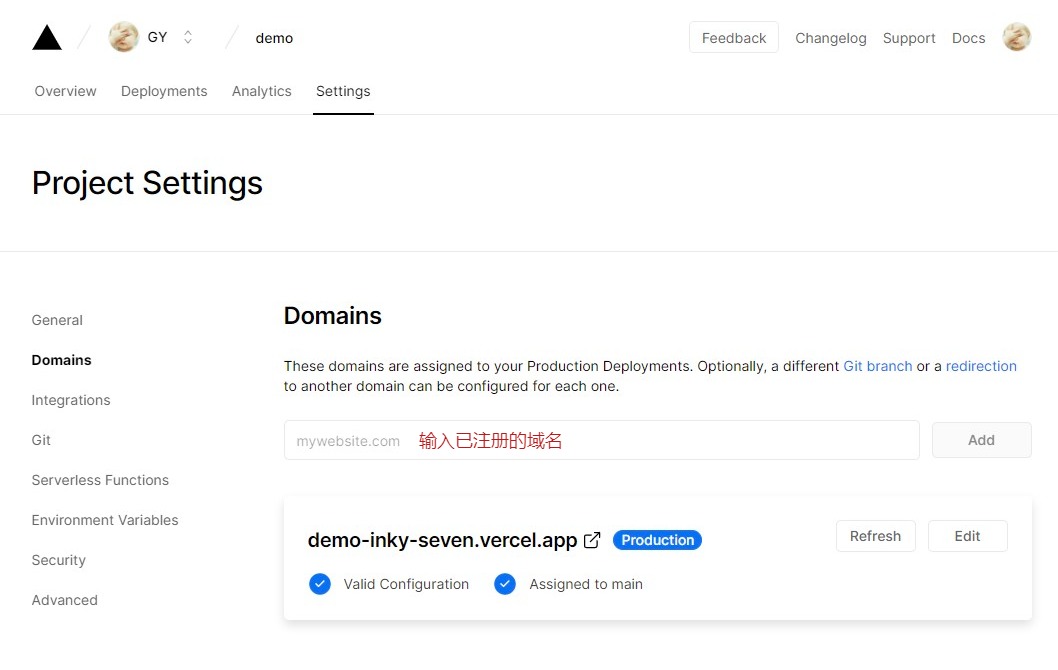 GY demo Feedback Changelog Support Docs
Overview Deployments Analytics Settings
Project Settings
General
Domains
Integrations
Git
Serverless Functions
Environment Variables
Security
Advanced
Domains
These domains are assigned to your Production Deployments. Optionally, a different Git branch or a redirection
to another domain can be configured for each one.
mywebsite.com 输入已注册的域名 Add
demo-inky-seven.vercel.app Production Refresh Edit
Valid Configuration Assigned to main